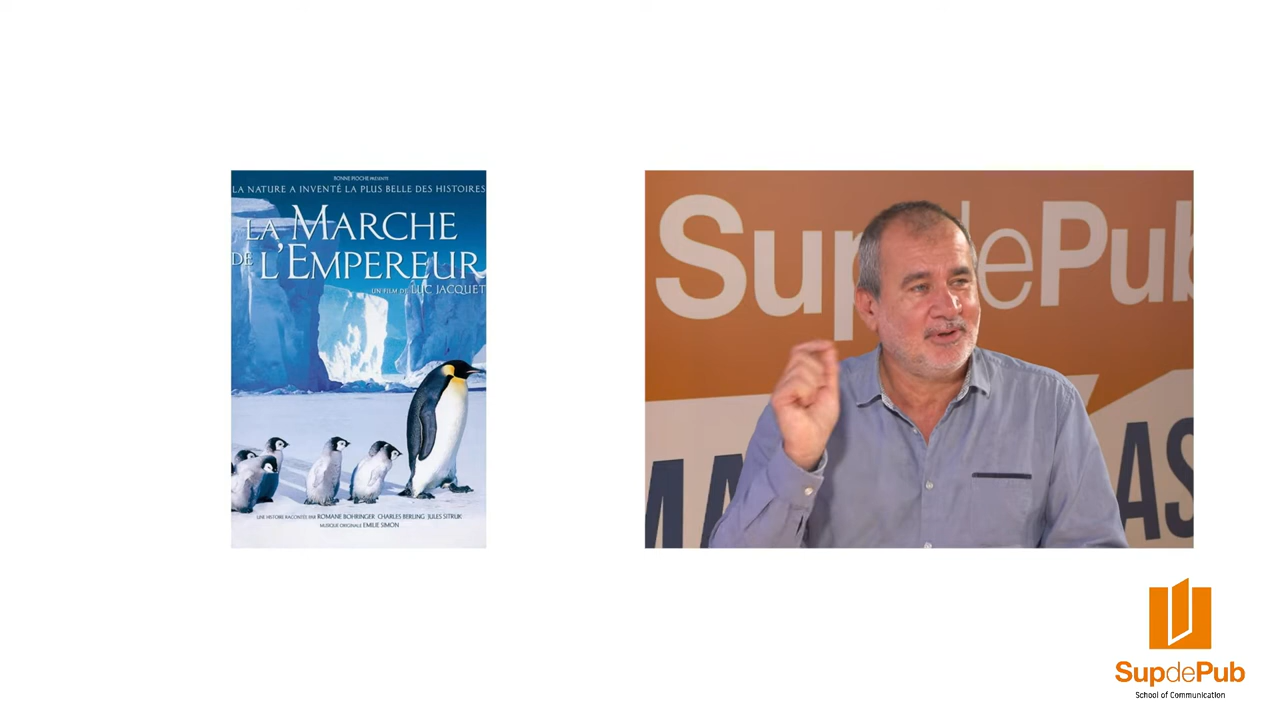 BONNE PIOCHE PRÉSENTE
LA NATURE A INVENTÉ LA PLUS BELLE DES HISTOIRES
LA MARCHE
DE L'EMPEREUR
UN FILM DE LUC JACQUET
UNE HISTOIRE RACONTÉE PAR ROMANE BOHRINGER CHARLES BERLING JULES SITRUK
MUSIQUE ORIGINALE EMILIE SIMON
SupdePub
MA
AS
SupdePub
School of Communication